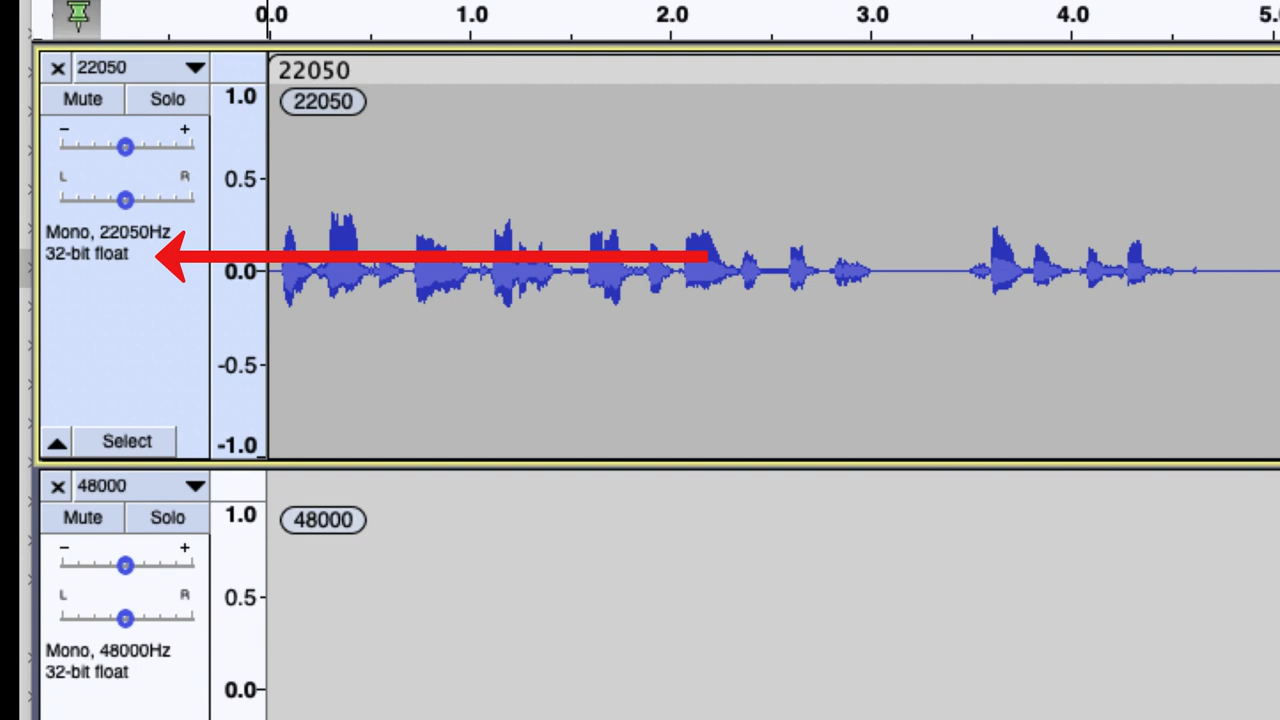 0.0 1.0 2.0 3.0 4.0 5.
× 22050
22050
Mute Solo
22050
1.0
- +
0.5
L R
Mono, 22050Hz
32-bit float
0.0
-0.5
Select
-1.0
× 48000
Mute Solo
1.0
48000
- +
L R
0.5
Mono, 48000Hz
32-bit float
0.0